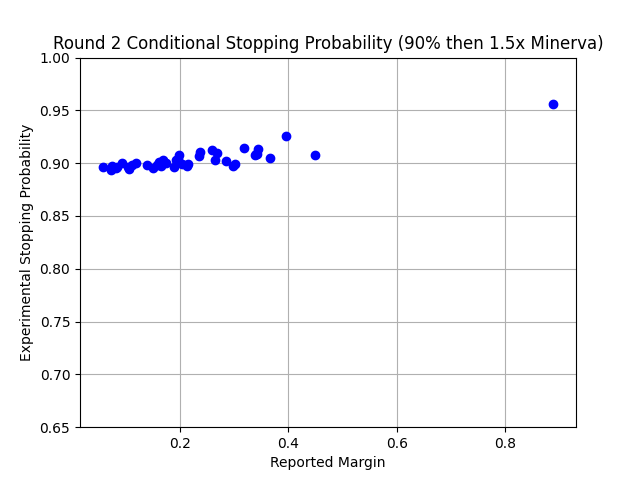 Round 2 Conditional Stopping Probability (90% then 1.5x Minerva)
1.00
0.95
0.90
0.85
0.80
0.75
0.70
0.65
Experimental Stopping Probability
0.2 0.4 0.6 0.8
Reported Margin